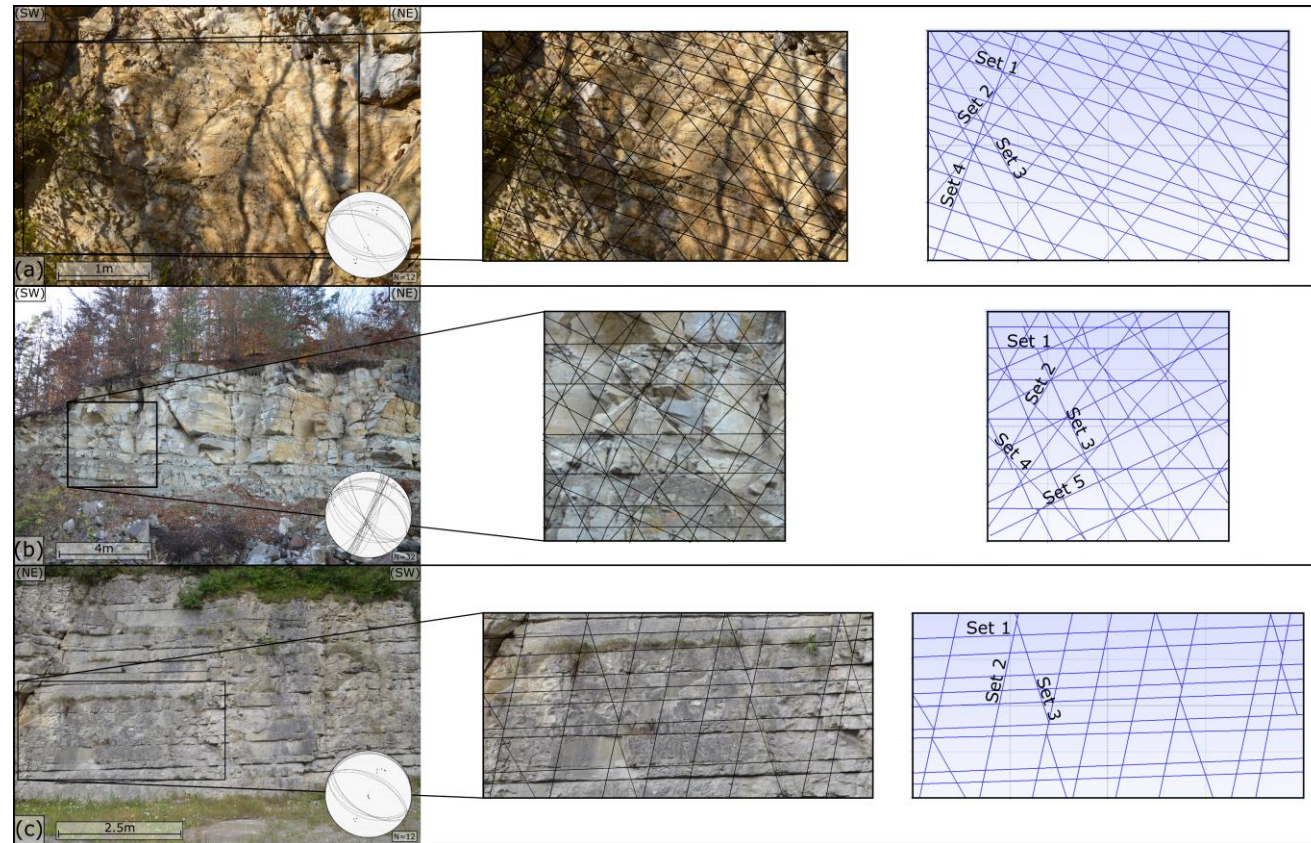 (SW)
(NE)
Set 1
Set 2
Set 3
Set 4
(a)
1m
N=12
(SW)
(NE)
Set 1
Set 2
Set 3
Set 4
Set 5
(b)
4m
N=32
(NE)
(SW)
Set 1
Set 2
Set 3
(c)
2.5m
N=12